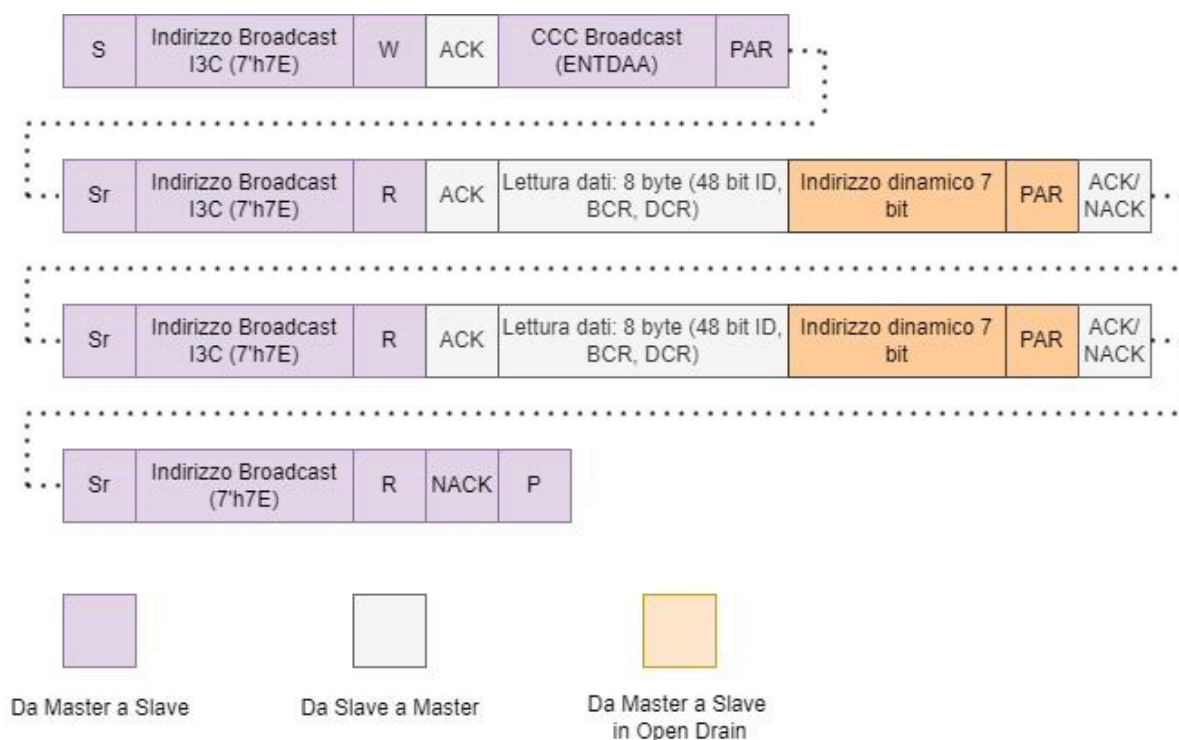 S Indirizzo Broadcast I3C (7'h7E) W ACK CCC Broadcast (ENTDAA) PAR
Sr Indirizzo Broadcast I3C (7'h7E) R ACK Lettura dati: 8 byte (48 bit ID, BCR, DCR) Indirizzo dinamico 7 bit PAR ACK/ NACK
Sr Indirizzo Broadcast I3C (7'h7E) R ACK Lettura dati: 8 byte (48 bit ID, BCR, DCR) Indirizzo dinamico 7 bit PAR ACK/ NACK
Sr Indirizzo Broadcast (7'h7E) R NACK P
Da Master a Slave
Da Slave a Master
Da Master a Slave
in Open Drain